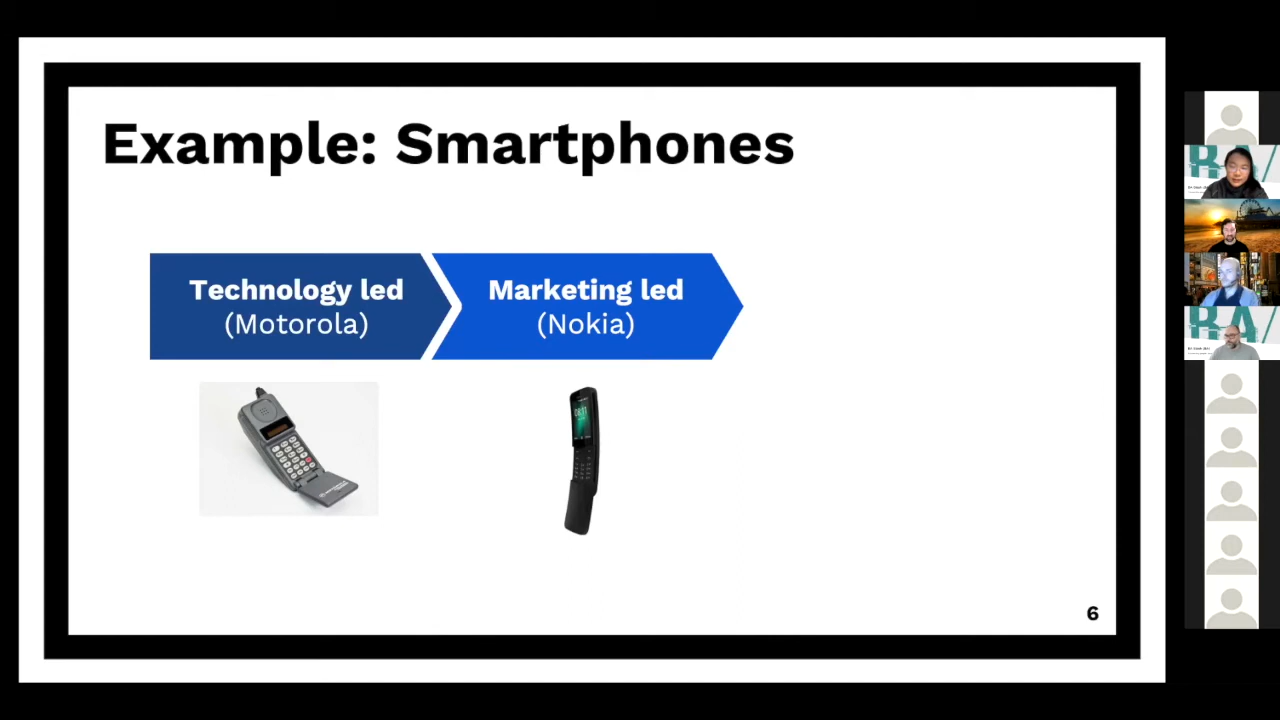 Example: Smartphones
Technology led
(Motorola)
Marketing led
(Nokia)
6